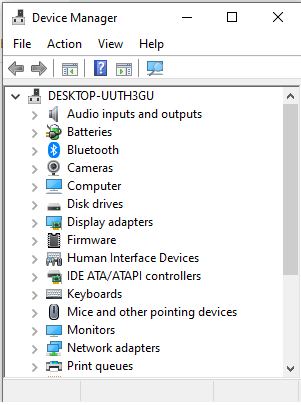 Device Manager
File Action View Help
DESKTOP-UUTH3GU
Audio inputs and outputs
Batteries
Bluetooth
Cameras
Computer
Disk drives
Display adapters
Firmware
Human Interface Devices
IDE ATA/ATAPI controllers
Keyboards
Mice and other pointing devices
Monitors
Network adapters
Print queues